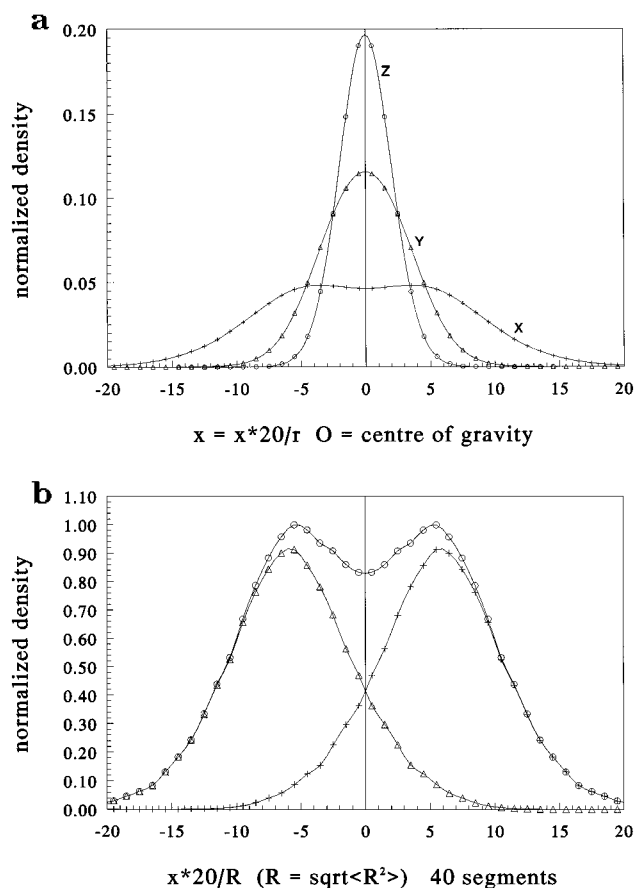 a
0.20
0.15
0.10
0.05
0.00
normalized density
Z
Y
X
-20 -15 -10 -5 0 5 10 15 20
x = x*20/r O = centre of gravity
b
1.10
1.00
0.90
0.80
0.70
0.60
0.50
0.40
0.30
0.20
0.10
0.00
normalized density
-20 -15 -10 -5 0 5 10 15 20
x*20/R (R = sqrt<R²>) 40 segments